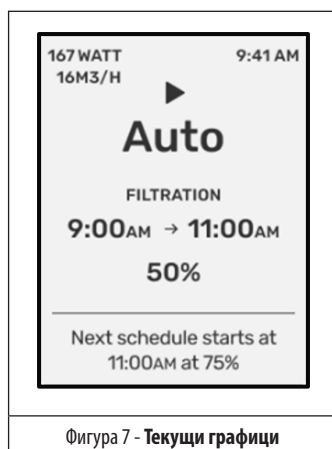 167 WATT 9:41 AM
16M3/H
Auto
FILTRATION
9:00AM → 11:00AM
50%
Next schedule starts at
11:00AM at 75%
Фигура 7 - Текущи графици